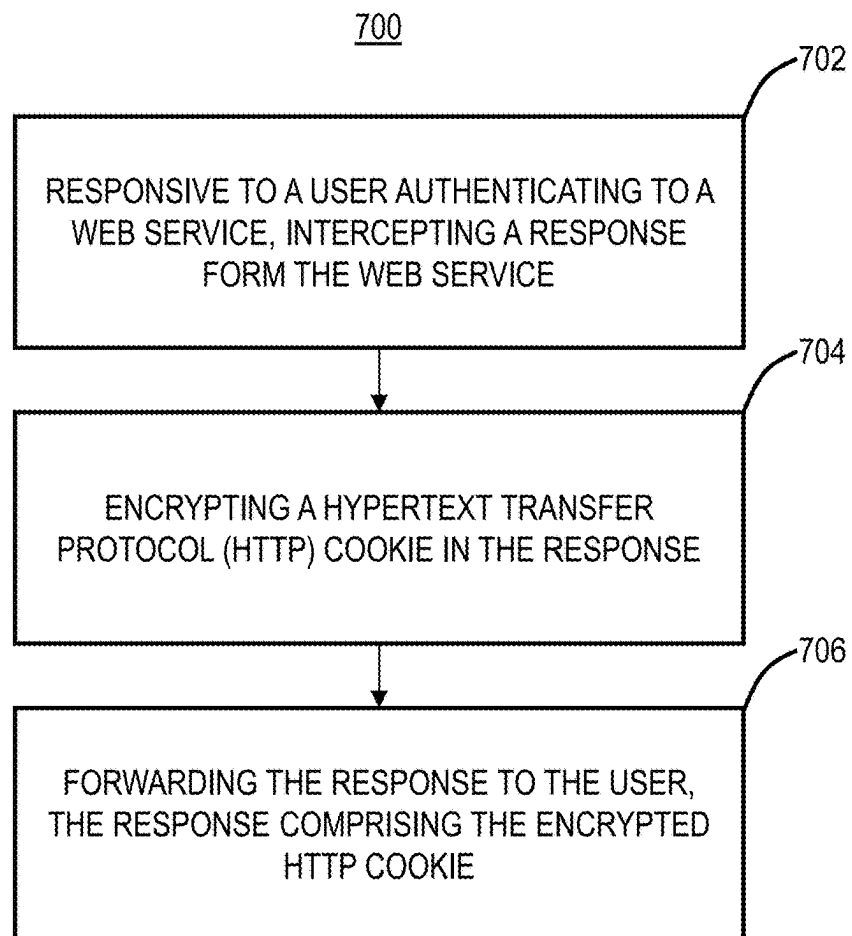 700
702
RESPONSIVE TO A USER AUTHENTICATING TO A
WEB SERVICE, INTERCEPTING A RESPONSE
FORM THE WEB SERVICE
704
ENCRYPTING A HYPERTEXT TRANSFER
PROTOCOL (HTTP) COOKIE IN THE RESPONSE
706
FORWARDING THE RESPONSE TO THE USER,
THE RESPONSE COMPRISING THE ENCRYPTED
HTTP COOKIE